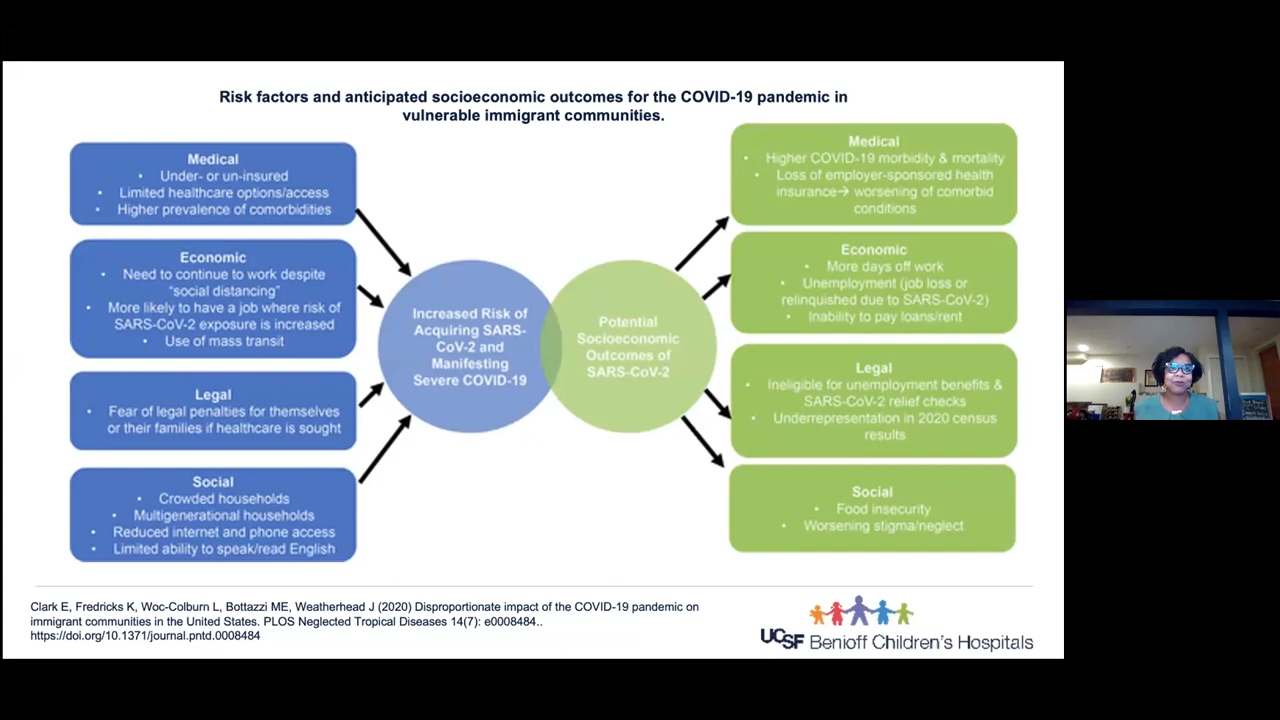 Risk factors and anticipated socioeconomic outcomes for the COVID-19 pandemic in
vulnerable immigrant communities.
Medical
• Under- or un-insured
• Limited healthcare options/access
• Higher prevalence of comorbidities
Economic
• Need to continue to work despite
“social distancing”
• More likely to have a job where risk of
SARS-CoV-2 exposure is increased
• Use of mass transit
Legal
• Fear of legal penalties for themselves
or their families if healthcare is sought
Social
• Crowded households
• Multigenerational households
• Reduced internet and phone access
• Limited ability to speak/read English
Increased Risk of
Acquiring SARS-
CoV-2 and
Manifesting
Severe COVID-19
Potential
Socioeconomic
Outcomes of
SARS-CoV-2
Medical
• Higher COVID-19 morbidity & mortality
• Loss of employer-sponsored health
insurance→ worsening of comorbid
conditions
Economic
• More days off work
• Unemployment (job loss or
relinquished due to SARS-CoV-2)
• Inability to pay loans/rent
Legal
• Ineligible for unemployment benefits &
SARS-CoV-2 relief checks
• Underrepresentation in 2020 census
results
Social
• Food insecurity
• Worsening stigma/neglect
Clark E, Fredricks K, Woc-Colburn L, Bottazzi ME, Weatherhead J (2020) Disproportionate impact of the COVID-19 pandemic on
immigrant communities in the United States. PLOS Neglected Tropical Diseases 14(7): e0008484..
https://doi.org/10.1371/journal.pntd.0008484
UCSF Benioff Children’s Hospitals